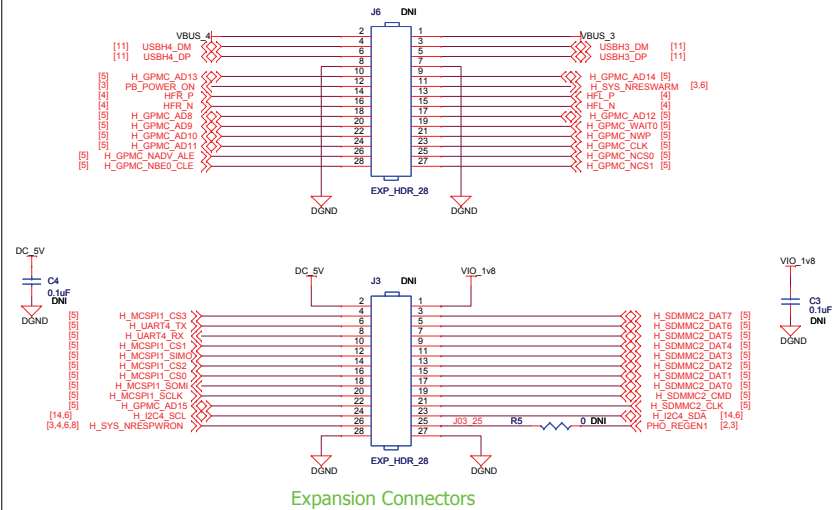 J6 DNI
VBUS_4 2 1 VBUS_3
[11] USBH4_DM 4 3 USBH3_DM [11]
[11] USBH4_DP 6 5 USBH3_DP [11]
8 7
[5] H_GPMC_AD13 10 9 H_GPMC_AD14 [5]
[3] PB_POWER_ON 12 11 H_SYS_NRESWARM [3,6]
[4] HFR_P 14 13 HFL_P [4]
[4] HFR_N 16 15 HFL_N [4]
[5] H_GPMC_AD8 18 17 H_GPMC_AD12 [5]
[5] H_GPMC_AD9 20 19 H_GPMC_WAIT0 [5]
[5] H_GPMC_AD10 22 21 H_GPMC_NWP [5]
[5] H_GPMC_AD11 24 23 H_GPMC_CLK [5]
[5] H_GPMC_NADV_ALE 26 25 H_GPMC_NCS0 [5]
[5] H_GPMC_NBE0_CLE 28 27 H_GPMC_NCS1 [5]
EXP_HDR_28
DGND DGND
DC_5V
C4
0.1uF
DNI
DGND
VIO_1v8
C3
0.1uF
DNI
DGND
DC_5V J3 DNI VIO_1v8
2 1
[5] H_MCSPI1_CS3 4 3 H_SDMMC2_DAT7 [5]
[5] H_UART4_TX 6 5 H_SDMMC2_DAT6 [5]
[5] H_UART4_RX 8 7 H_SDMMC2_DAT5 [5]
[5] H_MCSPI1_CS1 10 9 H_SDMMC2_DAT4 [5]
[5] H_MCSPI1_SIMO 12 11 H_SDMMC2_DAT3 [5]
[5] H_MCSPI1_CS2 14 13 H_SDMMC2_DAT2 [5]
[5] H_MCSPI1_CS0 16 15 H_SDMMC2_DAT1 [5]
[5] H_MCSPI1_SOMI 18 17 H_SDMMC2_DAT0 [5]
[5] H_MCSPI1_SCLK 20 19 H_SDMMC2_CMD [5]
[5] H_GPMC_AD15 22 21 H_SDMMC2_CLK [5]
[14,6] H_I2C4_SCL 24 23 H_I2C4_SDA [14,6]
[3,4,6,8] H_SYS_NRESPWRON 26 25 J03_25 R5 0 DNI PHO_REGEN1 [2,3]
28 27
EXP_HDR_28
DGND DGND
Expansion Connectors